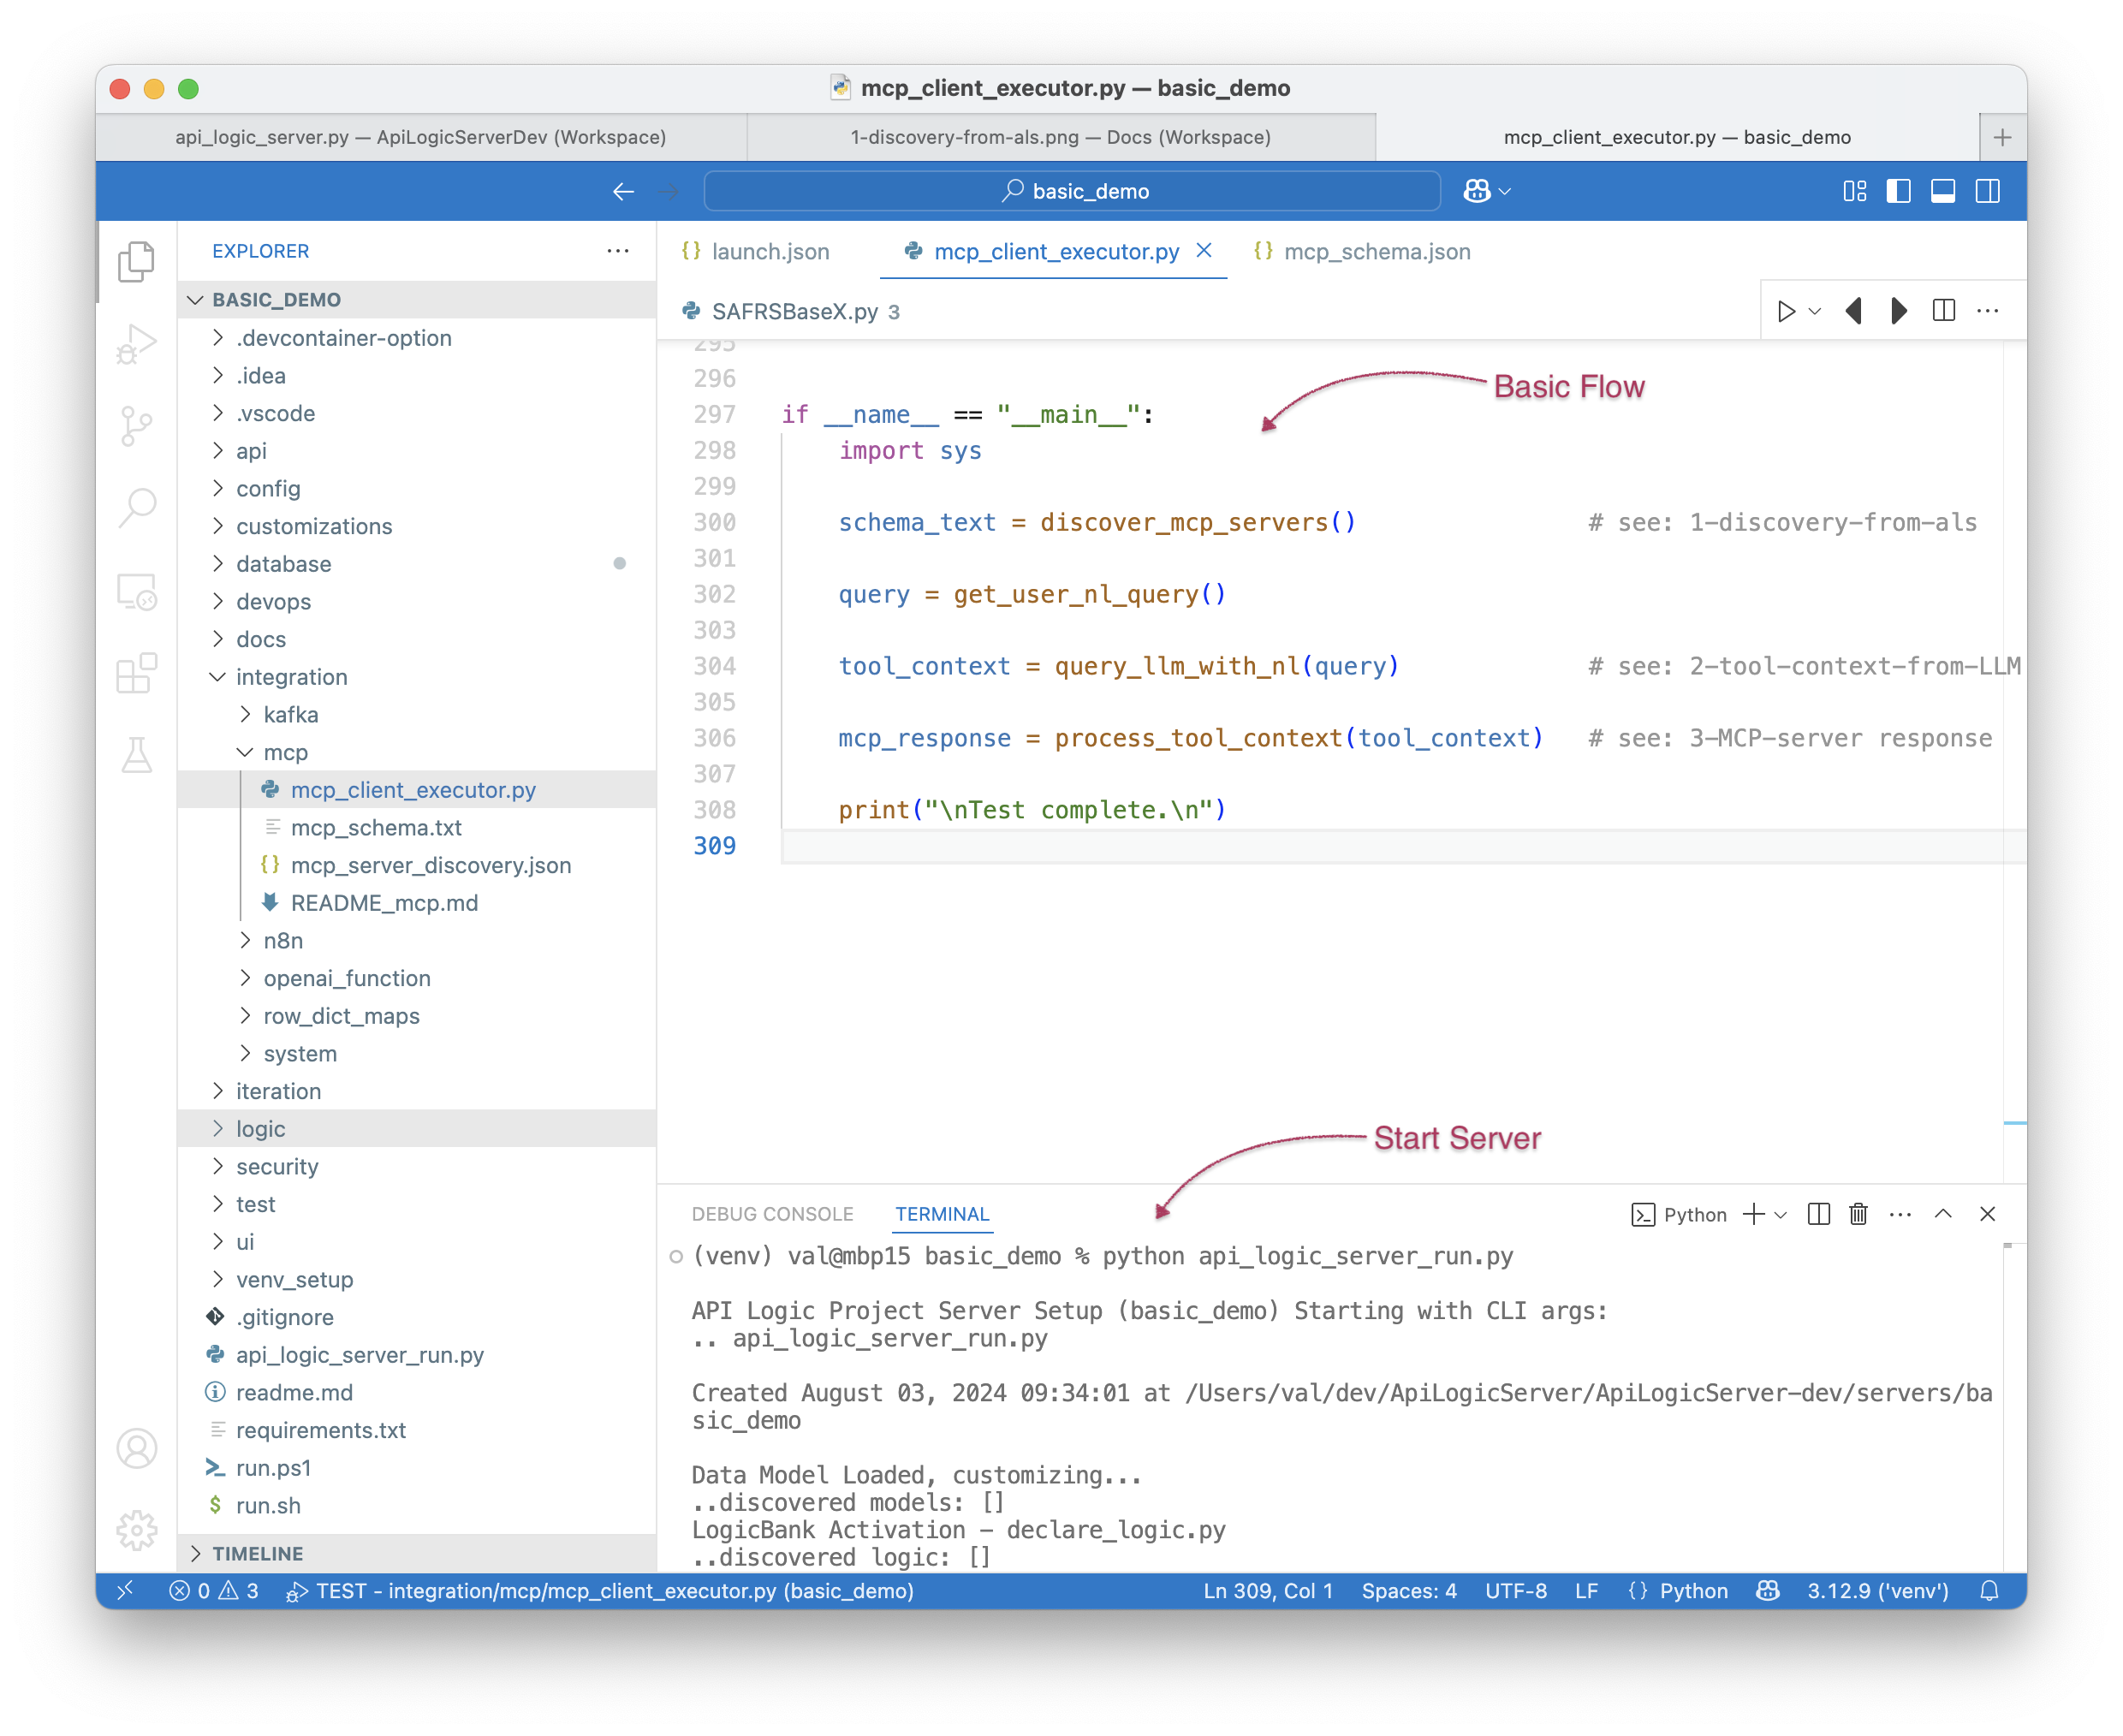 mcp_client_executor.py — basic_demo
api_logic_server.py — ApiLogicServerDev (Workspace)
1-discovery-from-als.png — Docs (Workspace)
mcp_client_executor.py — basic_demo
basic_demo
EXPLORER
BASIC_DEMO
.devcontainer-option
.idea
.vscode
api
config
customizations
database
devops
docs
integration
kafka
mcp
mcp_client_executor.py
mcp_schema.txt
{} mcp_server_discovery.json
README_mcp.md
n8n
openai_function
row_dict_maps
system
iteration
logic
security
test
ui
venv_setup
.gitignore
api_logic_server_run.py
readme.md
requirements.txt
run.ps1
$ run.sh
TIMELINE
{} launch.json
mcp_client_executor.py
{} mcp_schema.json
SAFRSBaseX.py 3
295
296
297 if __name__ == "__main__":
298 import sys
299
300 schema_text = discover_mcp_servers() # see: 1-discovery-from-als
301
302 query = get_user_nl_query()
303
304 tool_context = query_llm_with_nl(query) # see: 2-tool-context-from-LLM
305
306 mcp_response = process_tool_context(tool_context) # see: 3-MCP-server response
307
308 print("\nTest complete.\n")
309
Basic Flow
Start Server
DEBUG CONSOLE
TERMINAL
Python
(venv) val@mbp15 basic_demo % python api_logic_server_run.py
API Logic Project Server Setup (basic_demo) Starting with CLI args:
.. api_logic_server_run.py
Created August 03, 2024 09:34:01 at /Users/val/dev/ApiLogicServer/ApiLogicServer-dev/servers/ba
sic_demo
Data Model Loaded, customizing...
..discovered models: []
LogicBank Activation - declare_logic.py
..discovered logic: []
0 3 TEST - integration/mcp/mcp_client_executor.py (basic_demo)
Ln 309, Col 1 Spaces: 4 UTF-8 LF {} Python 3.12.9 ('venv')